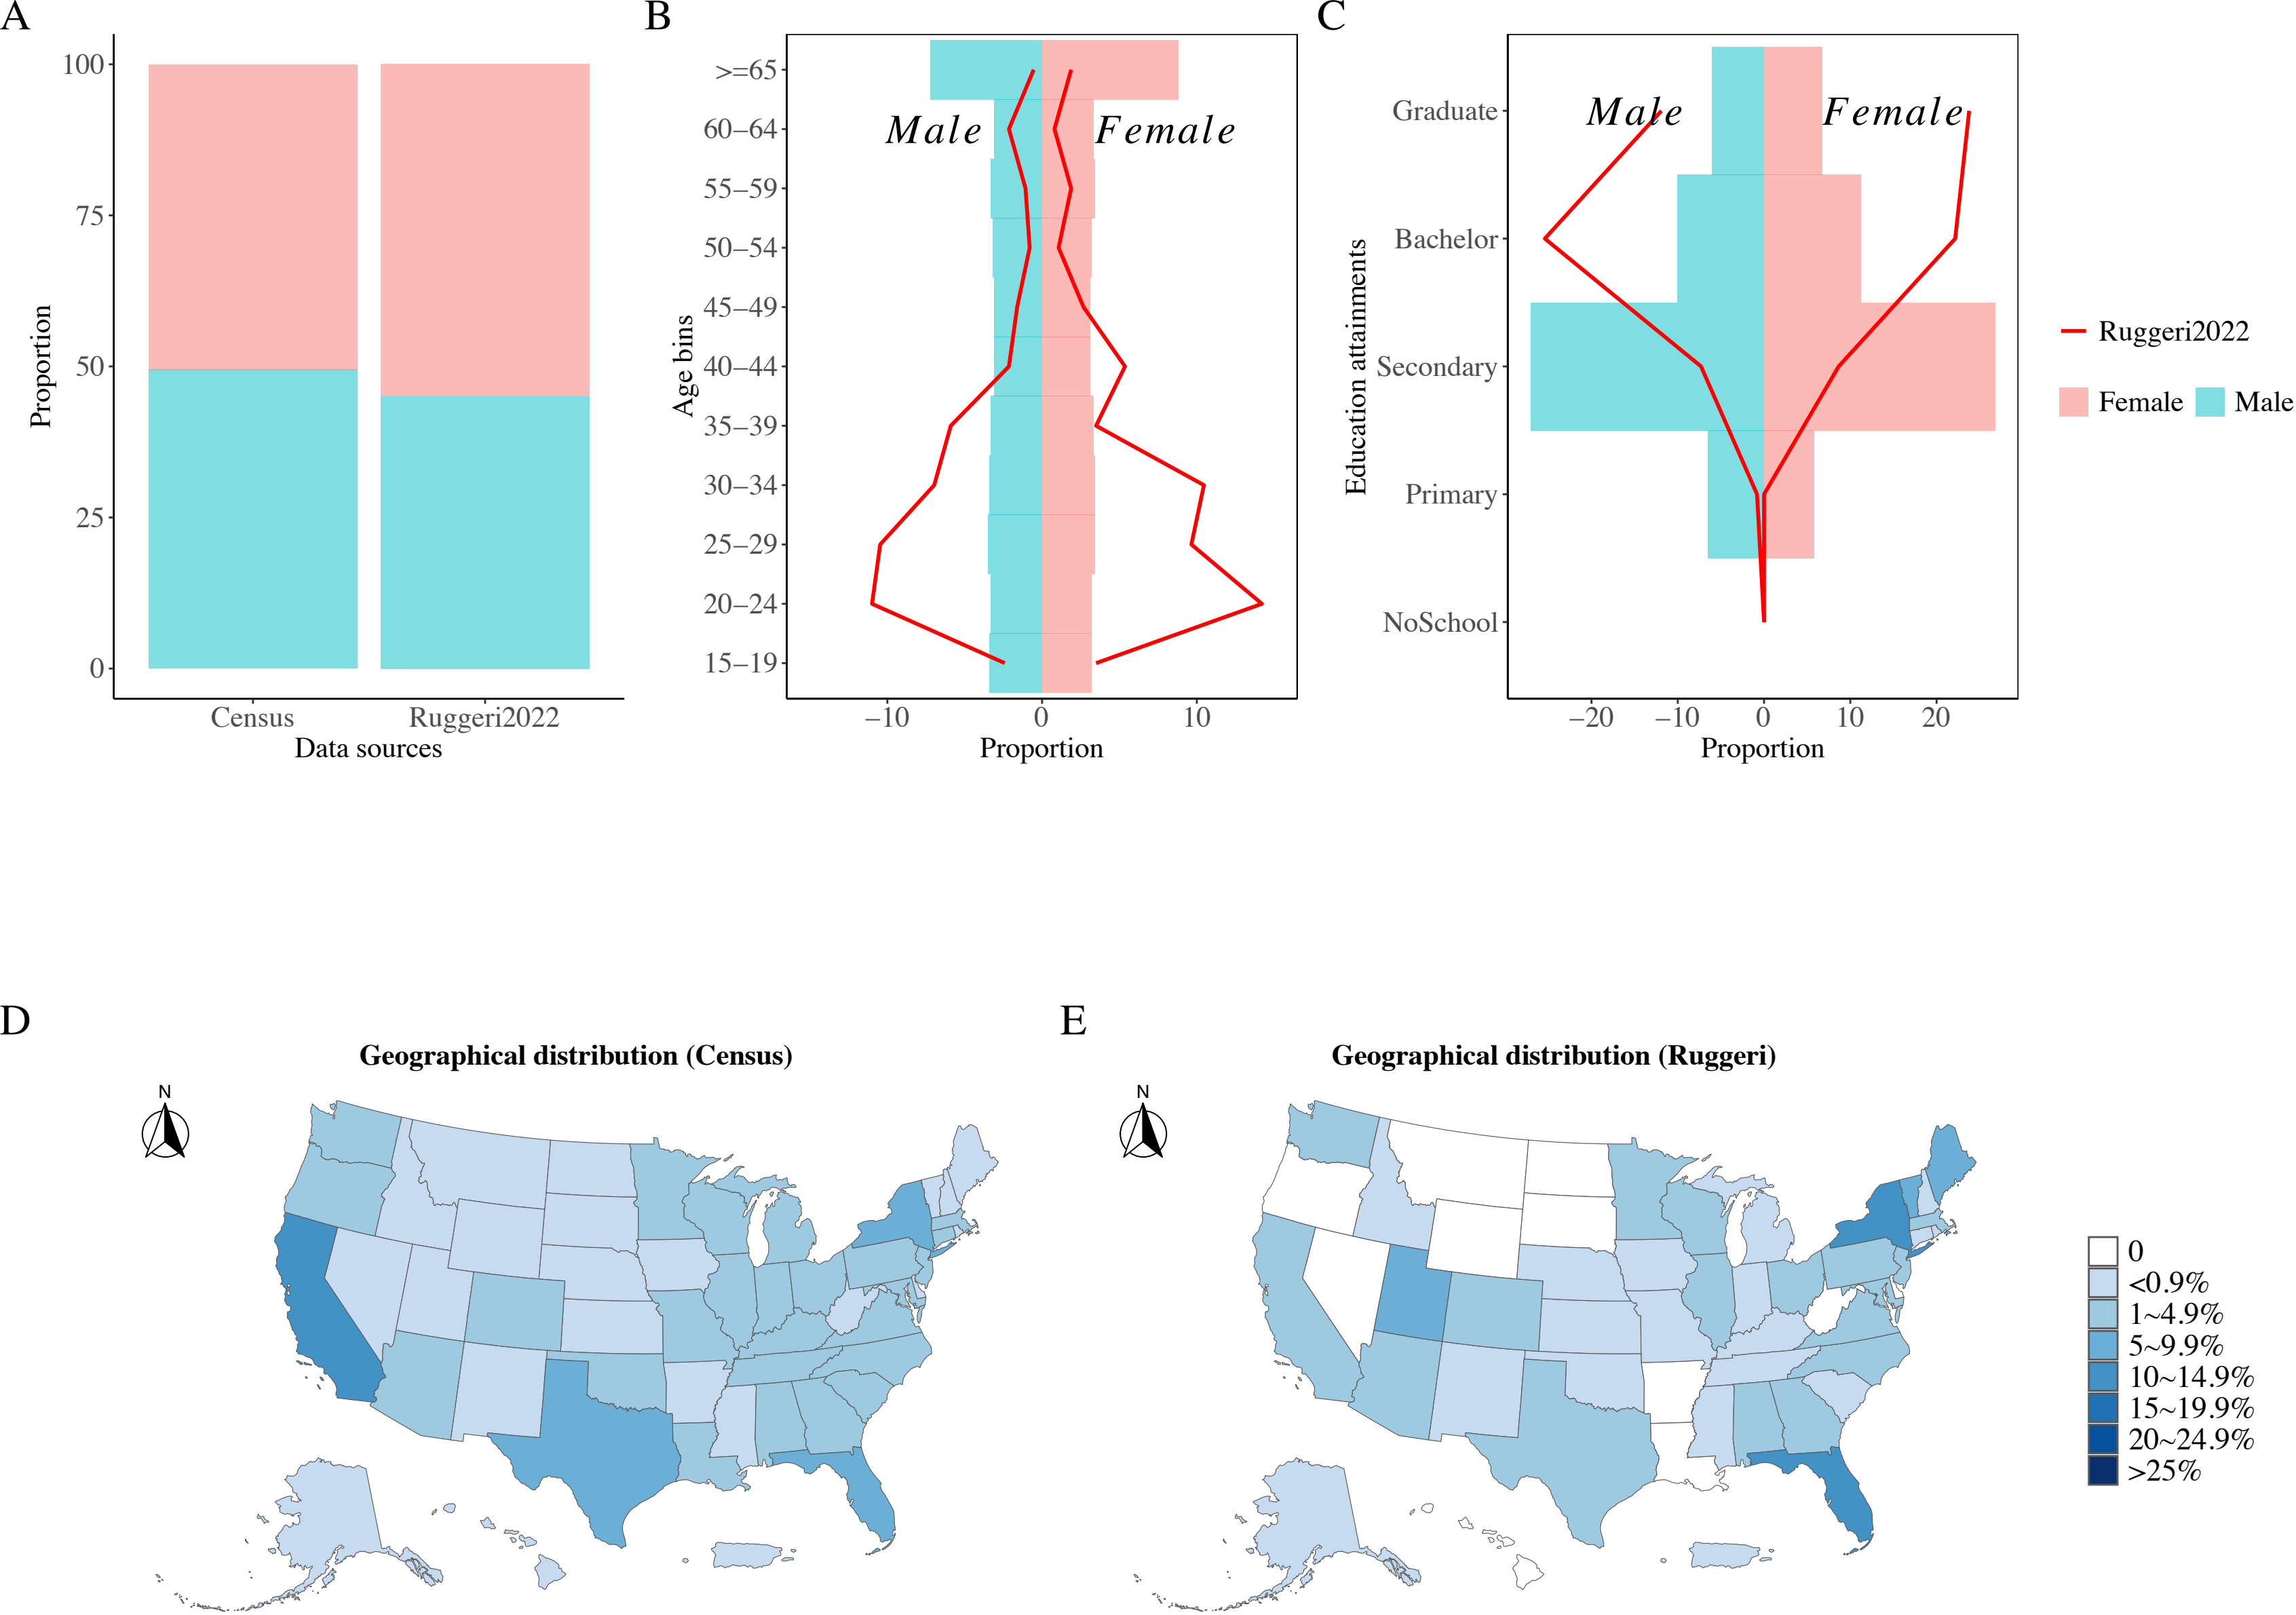 A
Proportion
100
75
50
25
0
Census
Ruggeri2022
Data sources
B
Age bins
>=65
60–64
55–59
50–54
45–49
40–44
35–39
30–34
25–29
20–24
15–19
Male
Female
−10
0
10
Proportion
C
Education attainments
Graduate
Bachelor
Secondary
Primary
NoSchool
Male
Female
−20
−10
0
10
20
Proportion
Ruggeri2022
Female
Male
D
Geographical distribution (Census)
N
E
Geographical distribution (Ruggeri)
N
0
<0.9%
1~4.9%
5~9.9%
10~14.9%
15~19.9%
20~24.9%
>25%